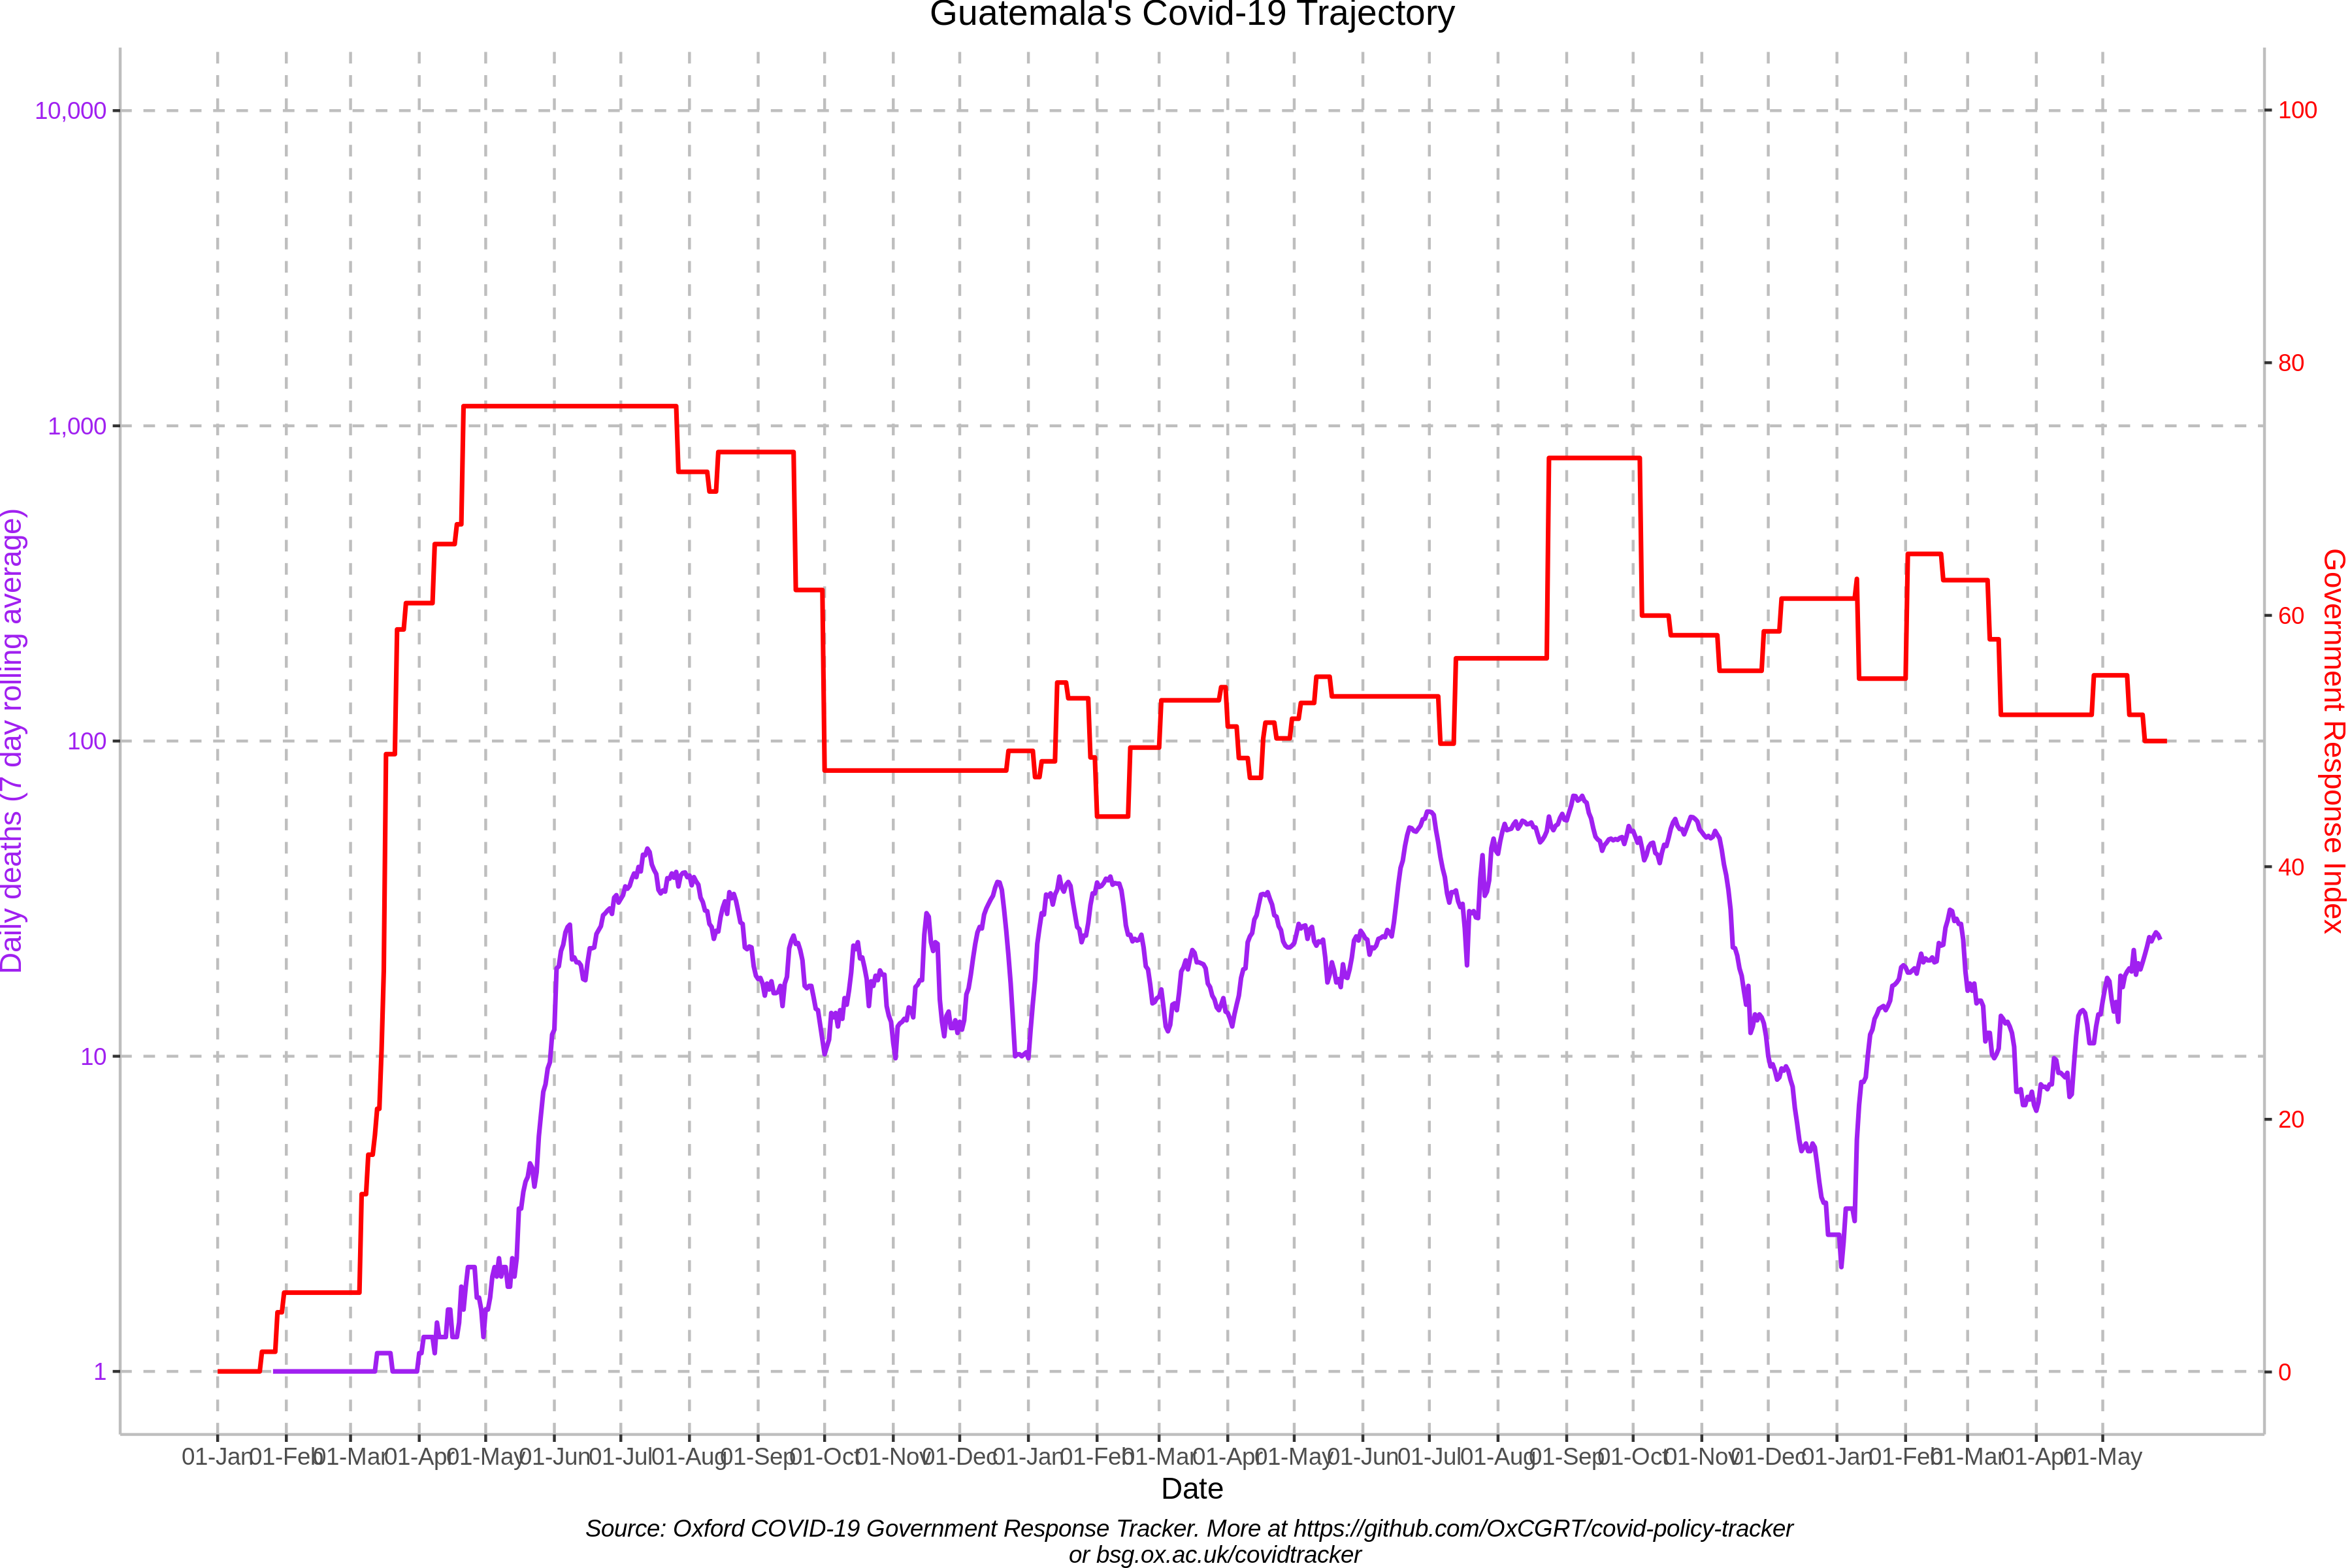 Guatemala's Covid-19 Trajectory
Daily deaths (7 day rolling average)
10,000
1,000
100
10
1
100
80
60
40
20
0
Government Response Index
01-Jan 01-Feb 01-Mar 01-Apr 01-May 01-Jun 01-Jul 01-Aug 01-Sep 01-Oct 01-Nov 01-Dec 01-Jan 01-Feb 01-Mar 01-Apr 01-May 01-Jun 01-Jul 01-Aug 01-Sep 01-Oct 01-Nov 01-Dec 01-Jan 01-Feb 01-Mar 01-Apr 01-May
Date
Source: Oxford COVID-19 Government Response Tracker. More at https://github.com/OxCGRT/covid-policy-tracker
or bsg.ox.ac.uk/covidtracker